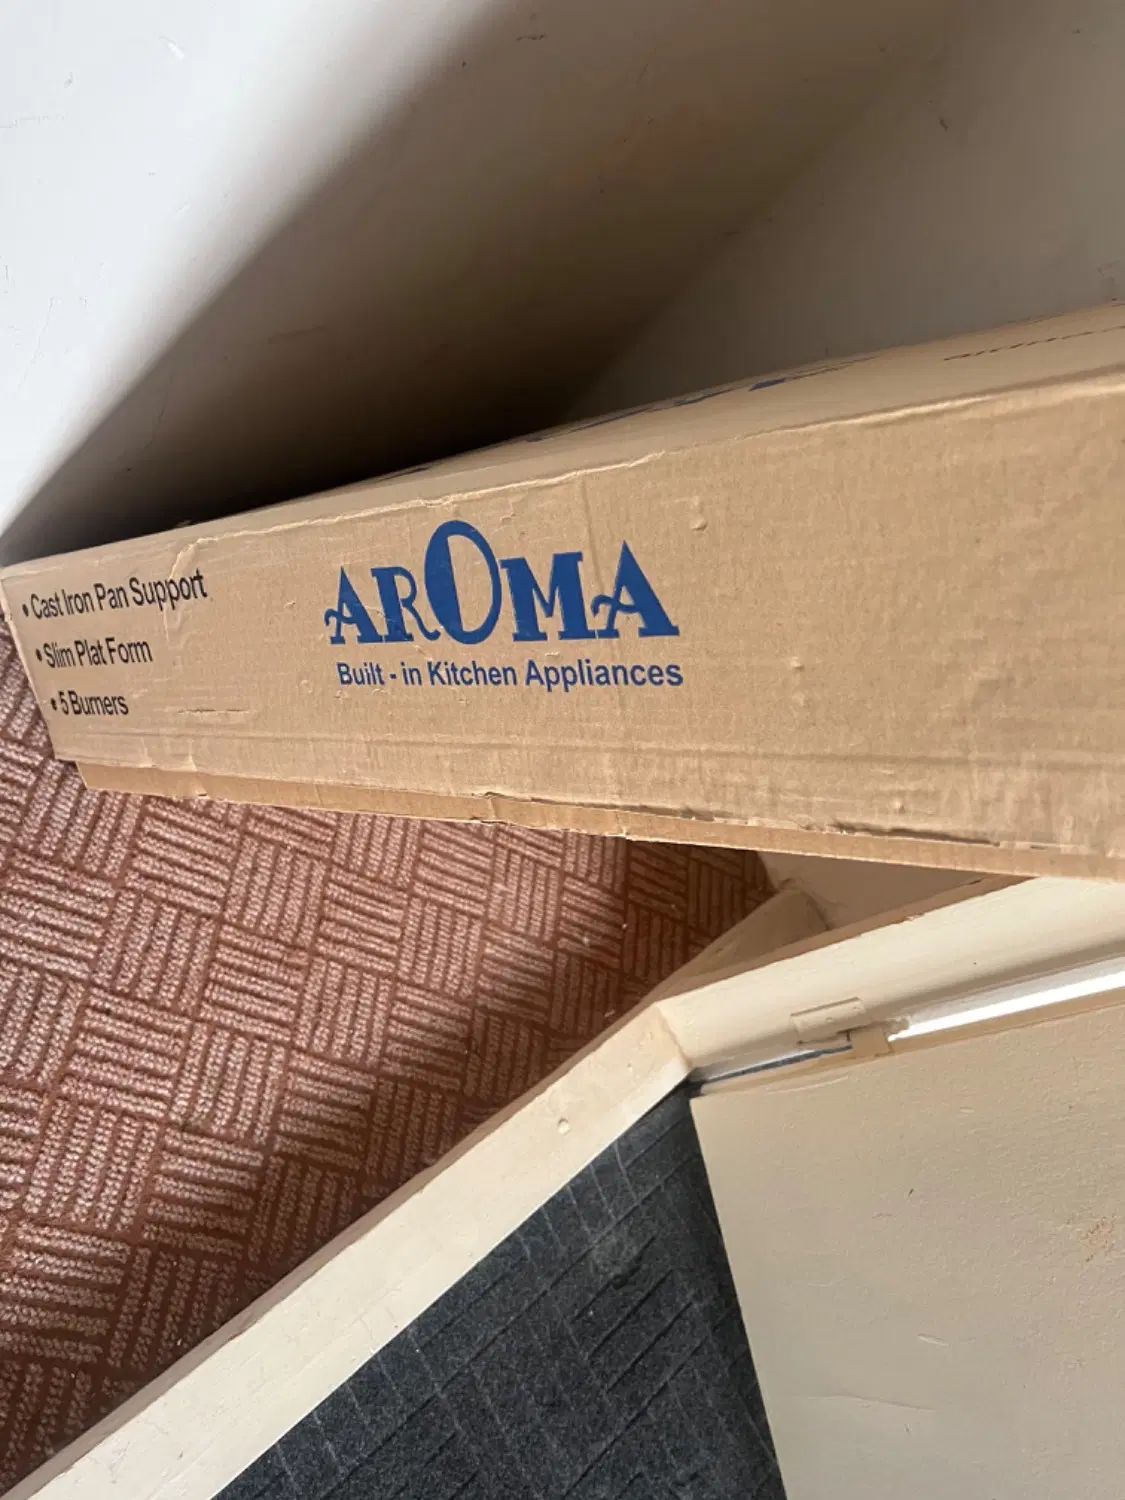 • Cast Iron Pan Support
• Slim Plat Form
• 5 Burners
AROMA
Built - in Kitchen Appliances